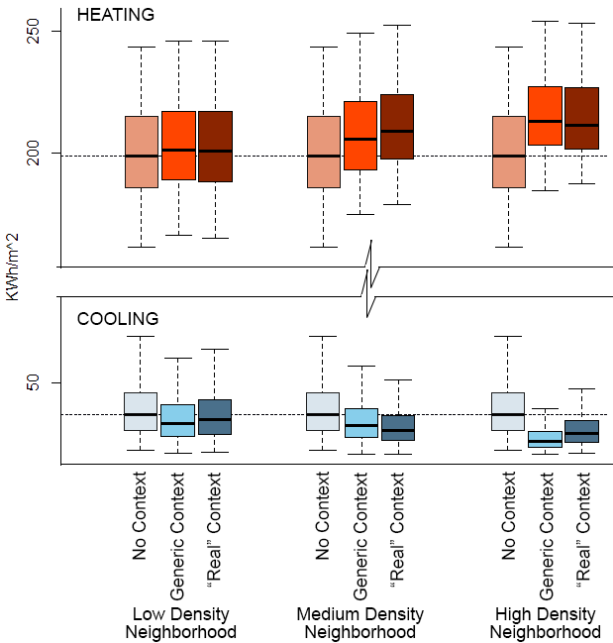 HEATING
250
200
KWh/m^2
COOLING
50
No Context
Generic Context
"Real" Context
No Context
Generic Context
"Real" Context
No Context
Generic Context
"Real" Context
Low Density
Neighborhood
Medium Density
Neighborhood
High Density
Neighborhood